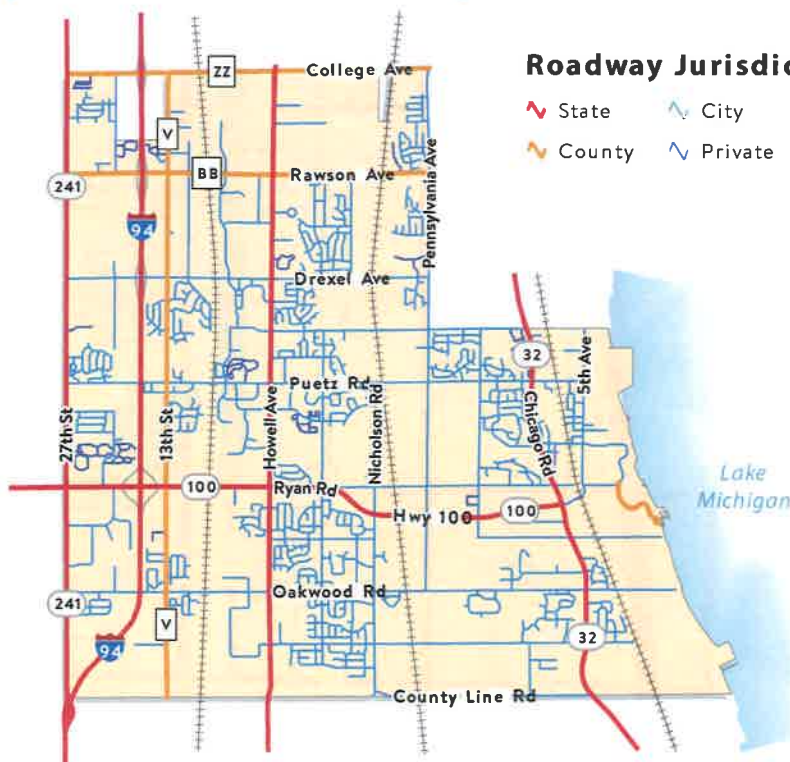 Roadway Jurisdic
State
City
County
Private
ZZ
College Ave
V
BB
Rawson Ave
Pennsylvania Ave
241
94
Drexel Ave
32
5th Ave
Puetz Rd
27th St
13th St
Howell Ave
Nicholson Rd
Chicago Rd
100
Ryan Rd
Hwy 100
100
Lake
Michigan
241
Oakwood Rd
V
94
32
County Line Rd